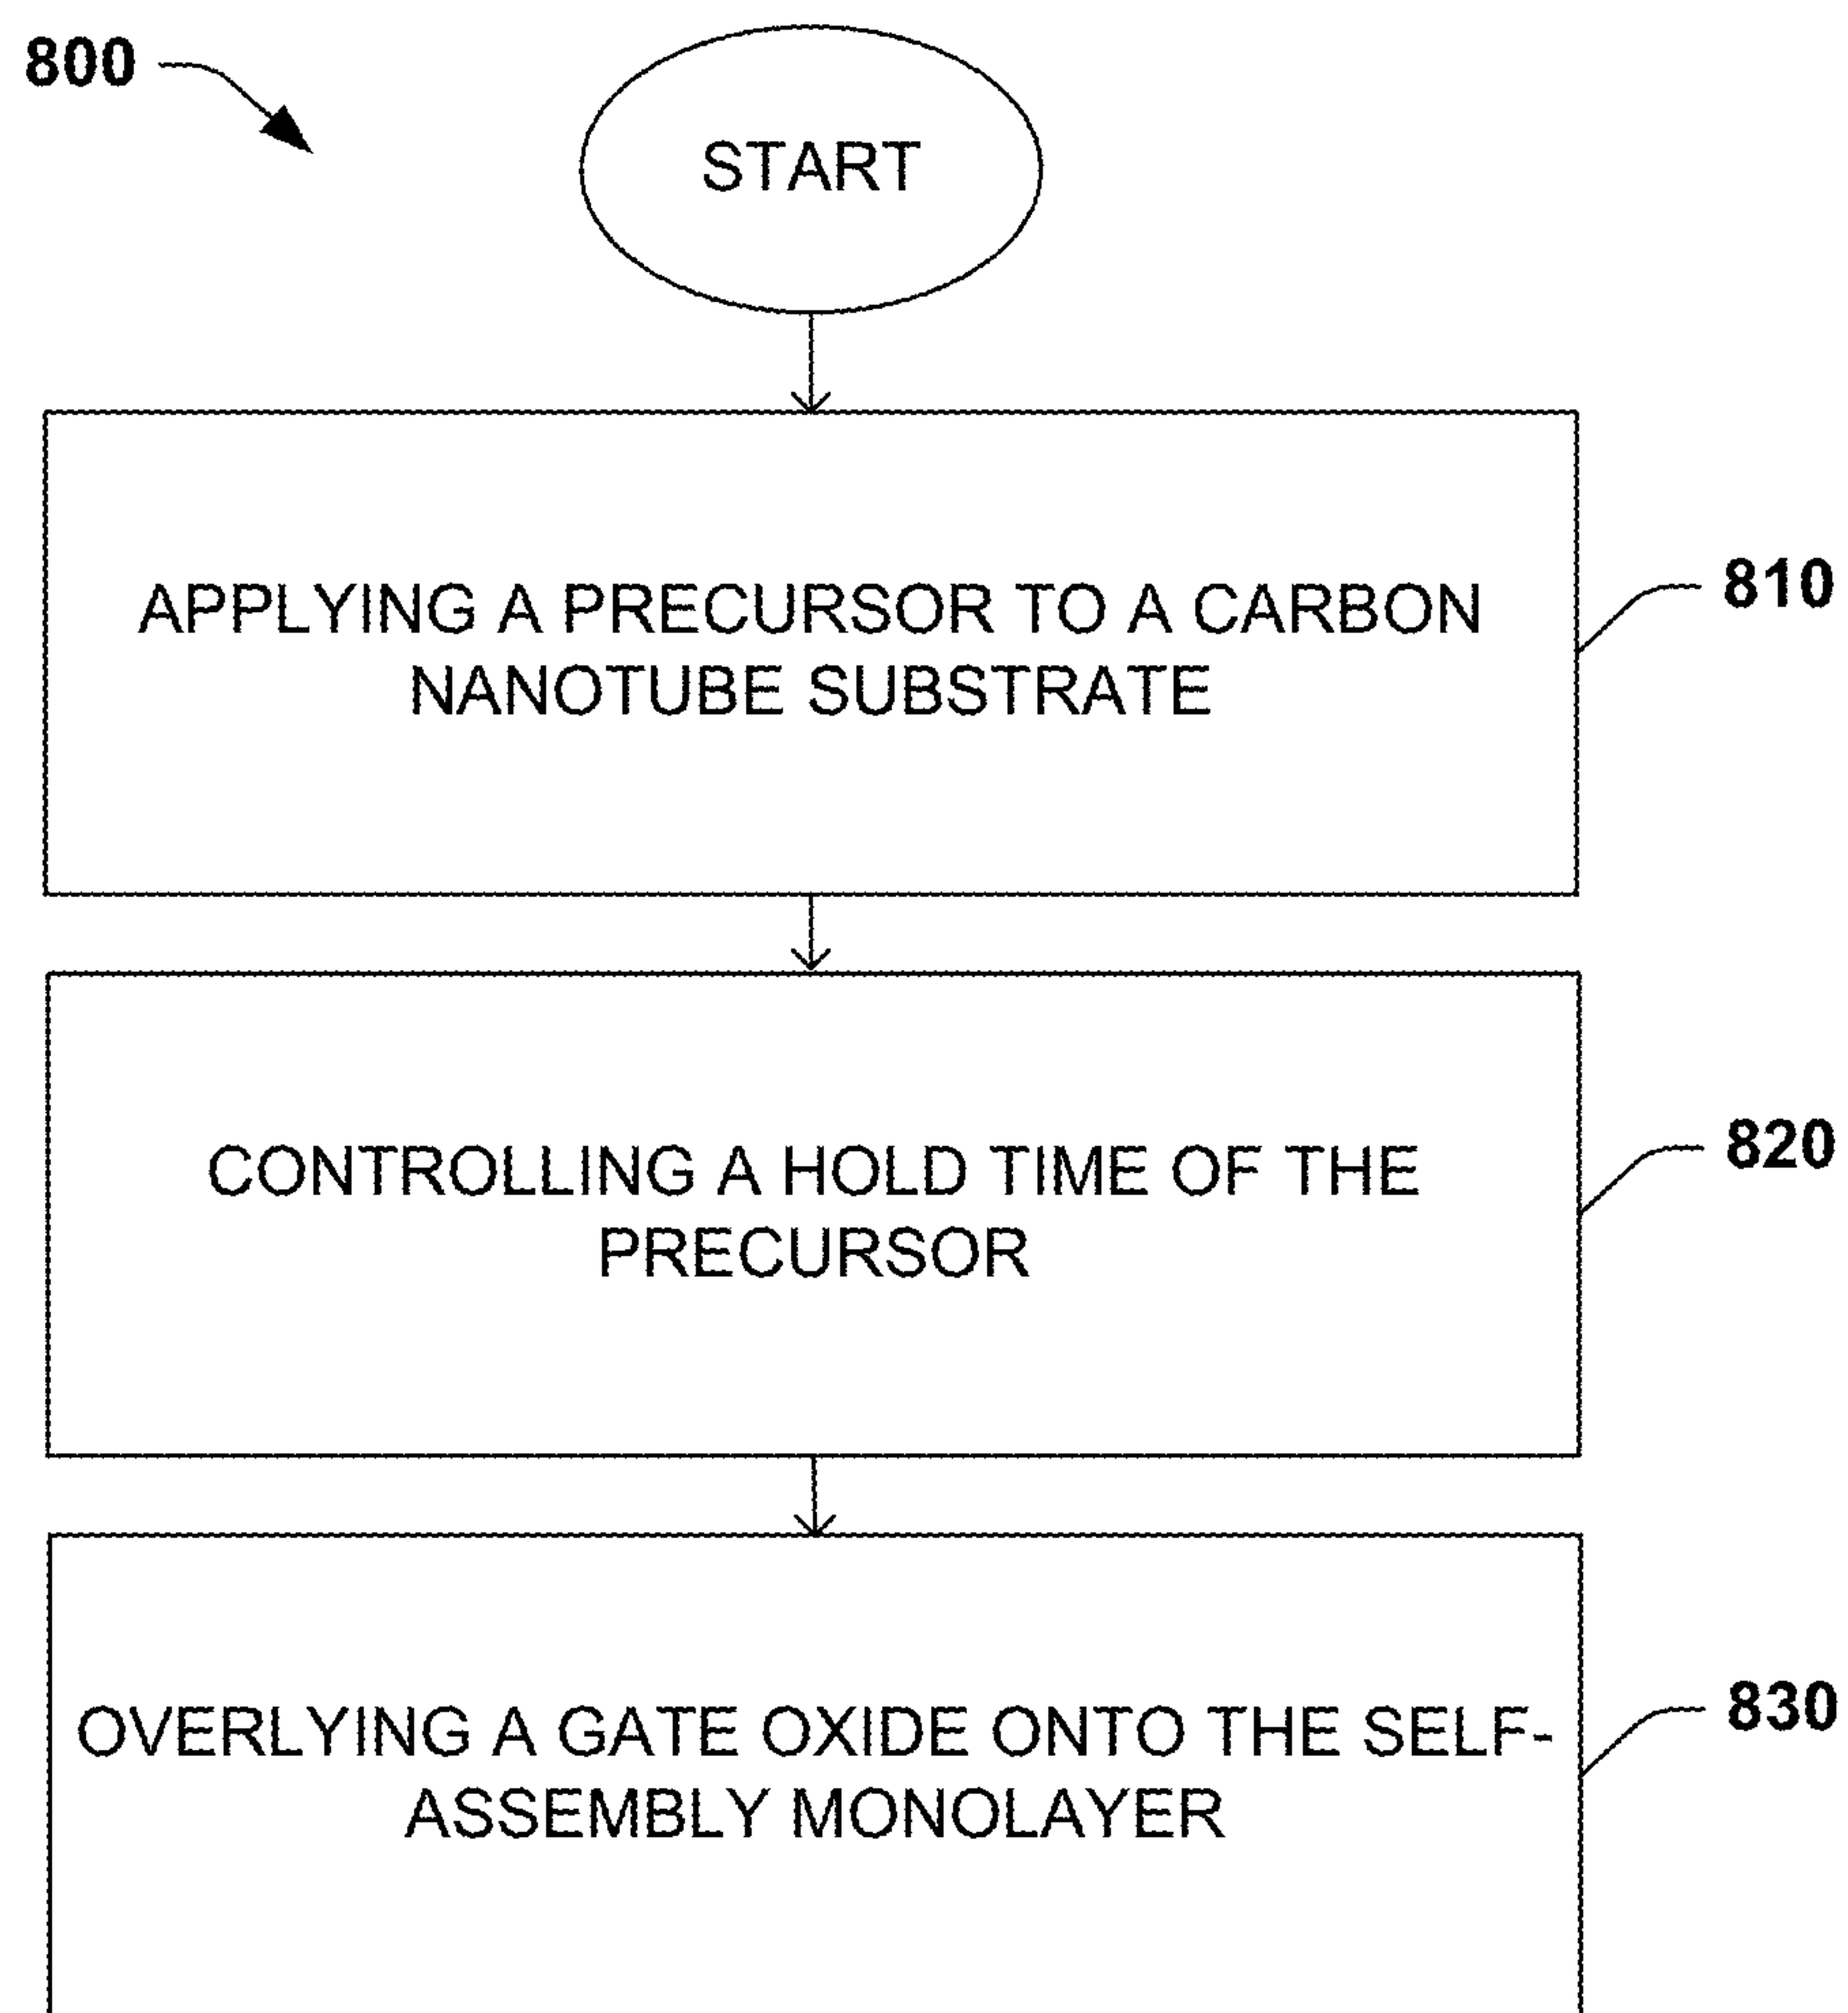 800
START
APPLYING A PRECURSOR TO A CARBON
NANOTUBE SUBSTRATE
810
CONTROLLING A HOLD TIME OF THE
PRECURSOR
820
OVERLYING A GATE OXIDE ONTO THE SELF-
ASSEMBLY MONOLAYER
830